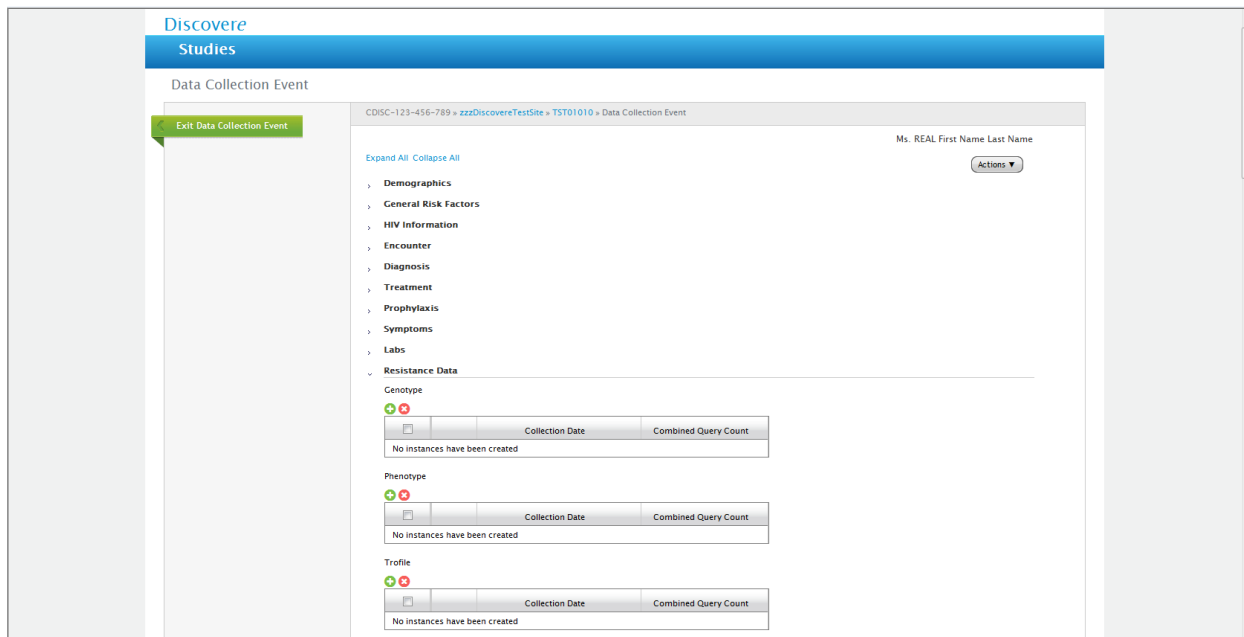 Discovere
Studies
Data Collection Event
Exit Data Collection Event
CDISC-123-456-789 » zzzDiscovereTestSite » TST01010 » Data Collection Event
Ms. REAL First Name Last Name
Expand All Collapse All
Actions ▼
Demographics
General Risk Factors
HIV Information
Encounter
Diagnosis
Treatment
Prophylaxis
Symptoms
Labs
Resistance Data
Genotype
Collection Date Combined Query Count
No instances have been created
Phenotype
Collection Date Combined Query Count
No instances have been created
Trofile
Collection Date Combined Query Count
No instances have been created